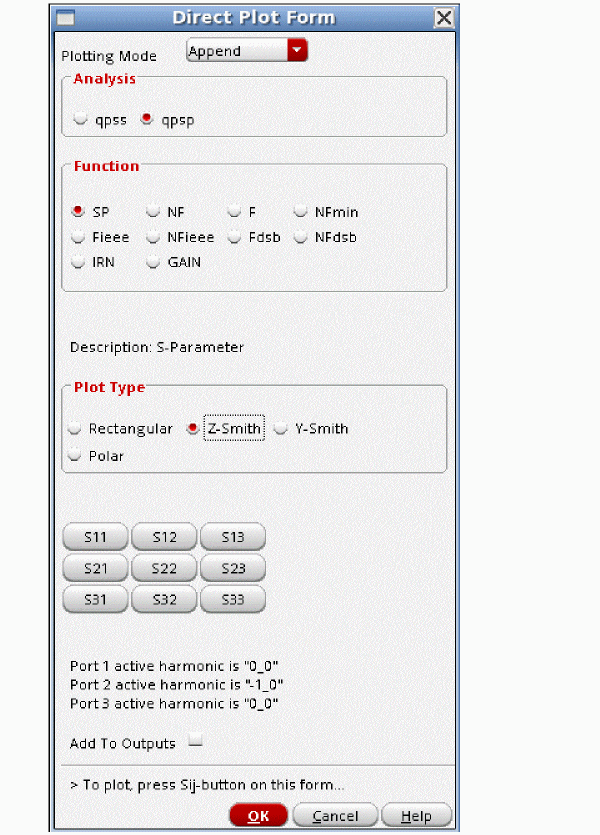 Direct Plot Form
Plotting Mode Append
Analysis
qpss qpsp
Function
SP NF F NFmin
Fieee NFieee Fdsb NFdsb
IRN GAIN
Description: S-Parameter
Plot Type
Rectangular Z-Smith Y-Smith
Polar
S11 S12 S13
S21 S22 S23
S31 S32 S33
Port 1 active harmonic is "0_0"
Port 2 active harmonic is "-1_0"
Port 3 active harmonic is "0_0"
Add To Outputs
> To plot, press Sij-button on this form...
OK Cancel Help